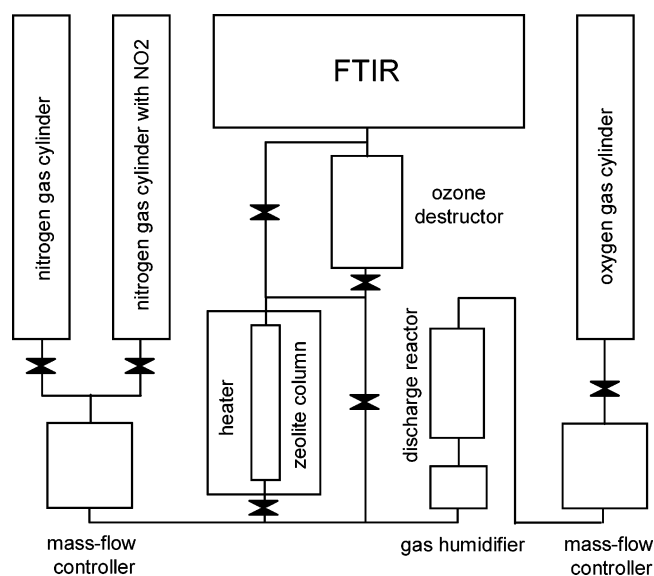 nitrogen gas cylinder
nitrogen gas cylinder with NO2
FTIR
oxygen gas cylinder
ozone
destructor
heater
zeolite column
discharge reactor
mass-flow
controller
gas humidifier
mass-flow
controller